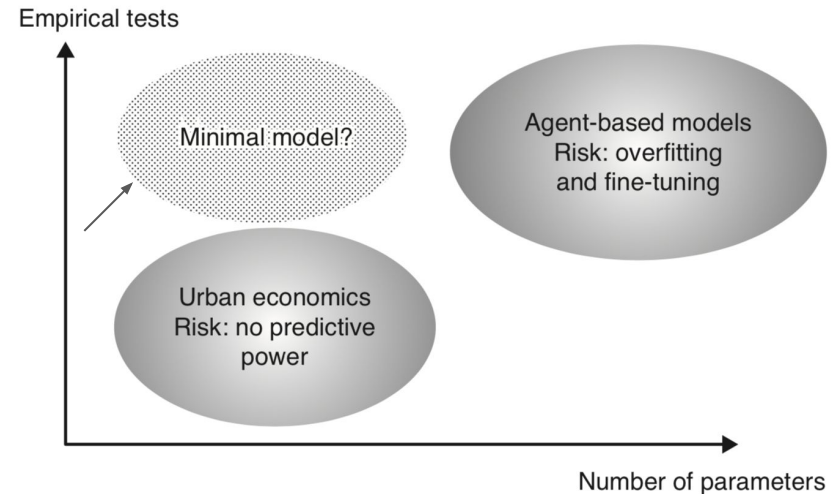 Empirical tests
Minimal model?
Agent-based models
Risk: overfitting
and fine-tuning
Urban economics
Risk: no predictive
power
Number of parameters